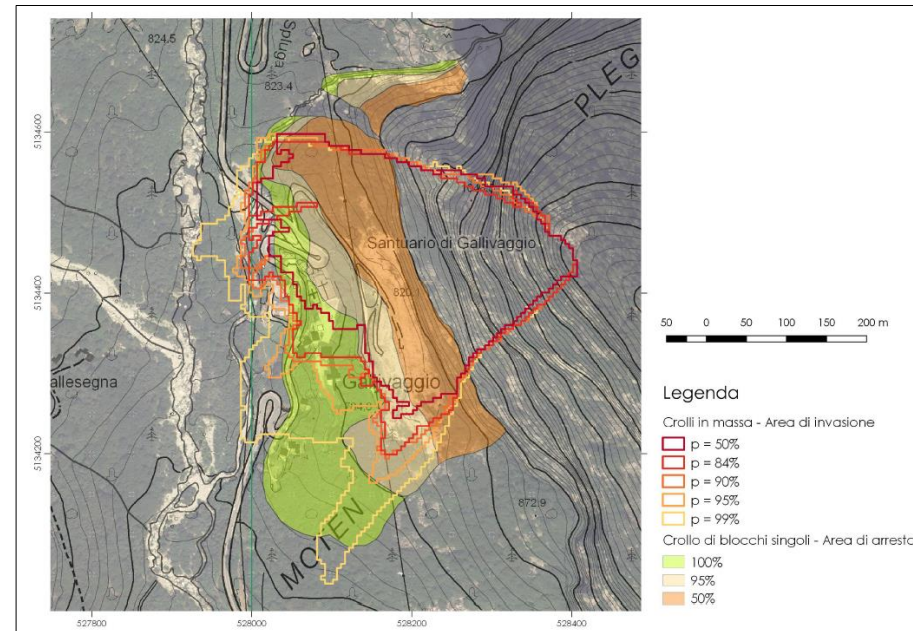 824.5
Spluga
823.4
PLEG
5134600
Santuario di Gallivaggio
5134400
820.1
allesegna
Gallivaggio
5134200
872.9
MOTEN
527800
528000
528200
528400
50 0 50 100 150 200 m
Legenda
Crolli in massa - Area di invasione
p = 50%
p = 84%
p = 90%
p = 95%
p = 99%
Crollo di blocchi singoli - Area di arresto
100%
95%
50%